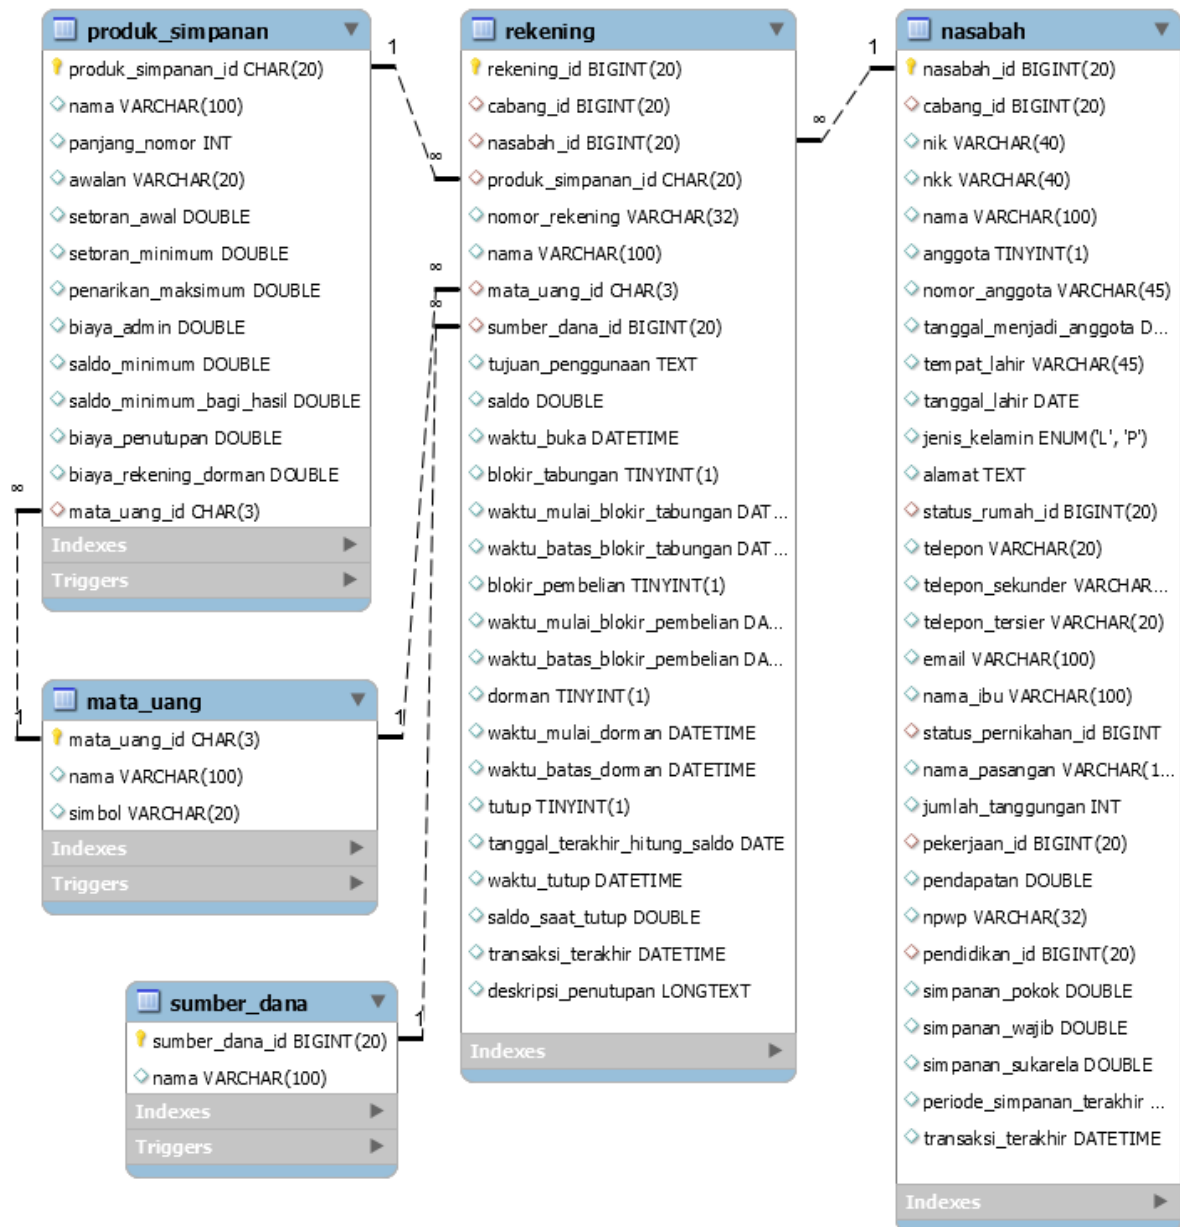 produk_simpanan
produk_simpanan_id CHAR(20)
nama VARCHAR(100)
panjang_nomor INT
awalan VARCHAR(20)
setoran_awal DOUBLE
setoran_minimum DOUBLE
penarikan_maksimum DOUBLE
biaya_admin DOUBLE
saldo_minimum DOUBLE
saldo_minimum_bagi_hasil DOUBLE
biaya_penutupan DOUBLE
biaya_rekening_dorman DOUBLE
mata_uang_id CHAR(3)
Indexes
Triggers
1
∞
∞
1
mata_uang
mata_uang_id CHAR(3)
nama VARCHAR(100)
simbol VARCHAR(20)
Indexes
Triggers
1
∞
sumber_dana
sumber_dana_id BIGINT(20)
nama VARCHAR(100)
Indexes
Triggers
1
∞
rekening
rekening_id BIGINT(20)
cabang_id BIGINT(20)
nasabah_id BIGINT(20)
produk_simpanan_id CHAR(20)
nomor_rekening VARCHAR(32)
nama VARCHAR(100)
mata_uang_id CHAR(3)
sumber_dana_id BIGINT(20)
tujuan_penggunaan TEXT
saldo DOUBLE
waktu_buka DATETIME
blokir_tabungan TINYINT(1)
waktu_mulai_blokir_tabungan DAT...
waktu_batas_blokir_tabungan DAT...
blokir_pembelian TINYINT(1)
waktu_mulai_blokir_pembelian DA...
waktu_batas_blokir_pembelian DA...
dorman TINYINT(1)
waktu_mulai_dorman DATETIME
waktu_batas_dorman DATETIME
tutup TINYINT(1)
tanggal_terakhir_hitung_saldo DATE
waktu_tutup DATETIME
saldo_saat_tutup DOUBLE
transaksi_terakhir DATETIME
deskripsi_penutupan LONGTEXT
Indexes
∞
1
nasabah
nasabah_id BIGINT(20)
cabang_id BIGINT(20)
nik VARCHAR(40)
nkk VARCHAR(40)
nama VARCHAR(100)
anggota TINYINT(1)
nomor_anggota VARCHAR(45)
tanggal_menjadi_anggota D...
tempat_lahir VARCHAR(45)
tanggal_lahir DATE
jenis_kelamin ENUM('L', 'P')
alamat TEXT
status_rumah_id BIGINT(20)
telepon VARCHAR(20)
telepon_sekunder VARCHAR...
telepon_tersier VARCHAR(20)
email VARCHAR(100)
nama_ibu VARCHAR(100)
status_pernikahan_id BIGINT
nama_pasangan VARCHAR(1...
jumlah_tanggungan INT
pekerjaan_id BIGINT(20)
pendapatan DOUBLE
npwp VARCHAR(32)
pendidikan_id BIGINT(20)
simpanan_pokok DOUBLE
simpanan_wajib DOUBLE
simpanan_sukarela DOUBLE
periode_simpanan_terakhir ...
transaksi_terakhir DATETIME
Indexes